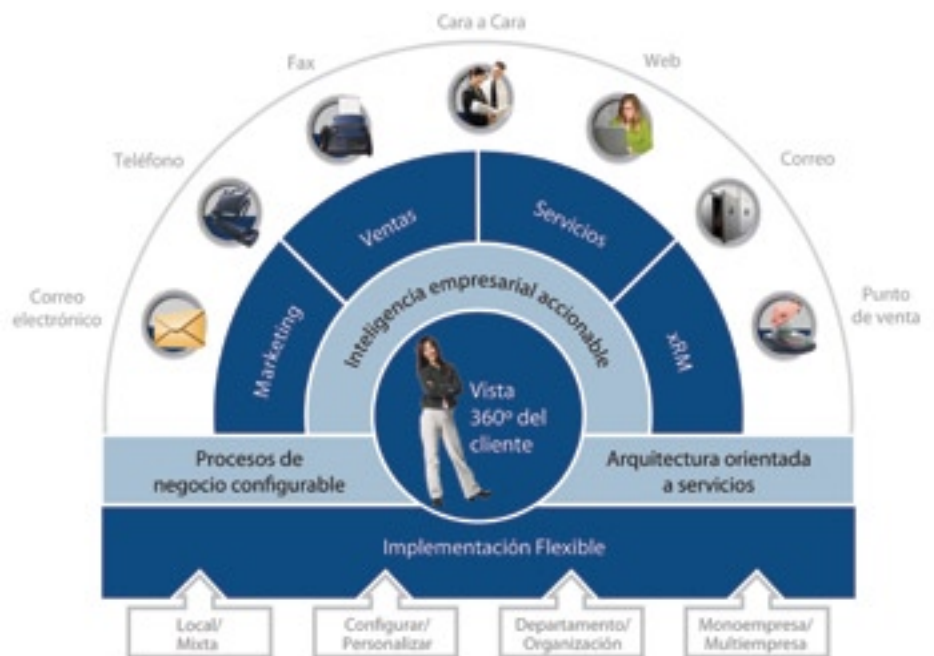 Cara a Cara
Fax
Web
Teléfono
Correo
Correo
electrónico
Punto
de venta
Marketing
Ventas
Servicios
xRM
Inteligencia empresarial accionable
Vista
360º del
cliente
Procesos de
negocio configurable
Arquitectura orientada
a servicios
Implementación Flexible
Local/
Mixta
Configurar/
Personalizar
Departamento/
Organización
Monoempresa/
Multiempresa